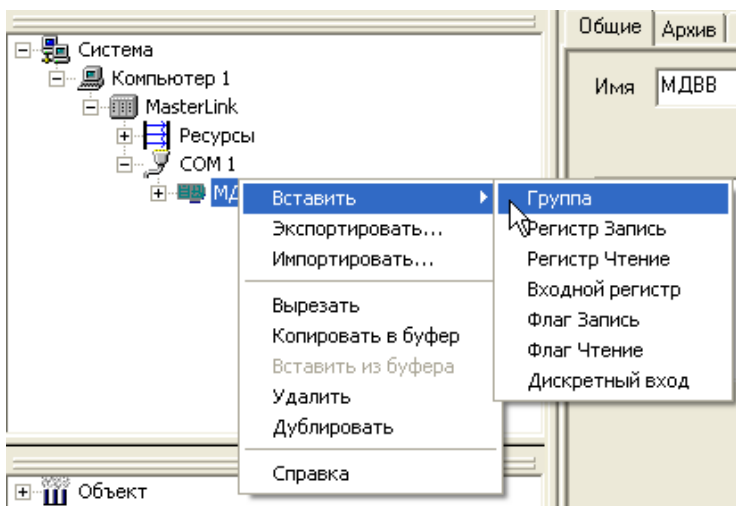 Система
Компьютер 1
MasterLink
Ресурсы
COM 1
МД
Вставить
Экспортировать...
Импортировать...
Вырезать
Копировать в буфер
Вставить из буфера
Удалить
Дублировать
Справка
Группа
Регистр Запись
Регистр Чтение
Входной регистр
Флаг Запись
Флаг Чтение
Дискретный вход
Общие
Архив
Имя
МДВВ
Объект